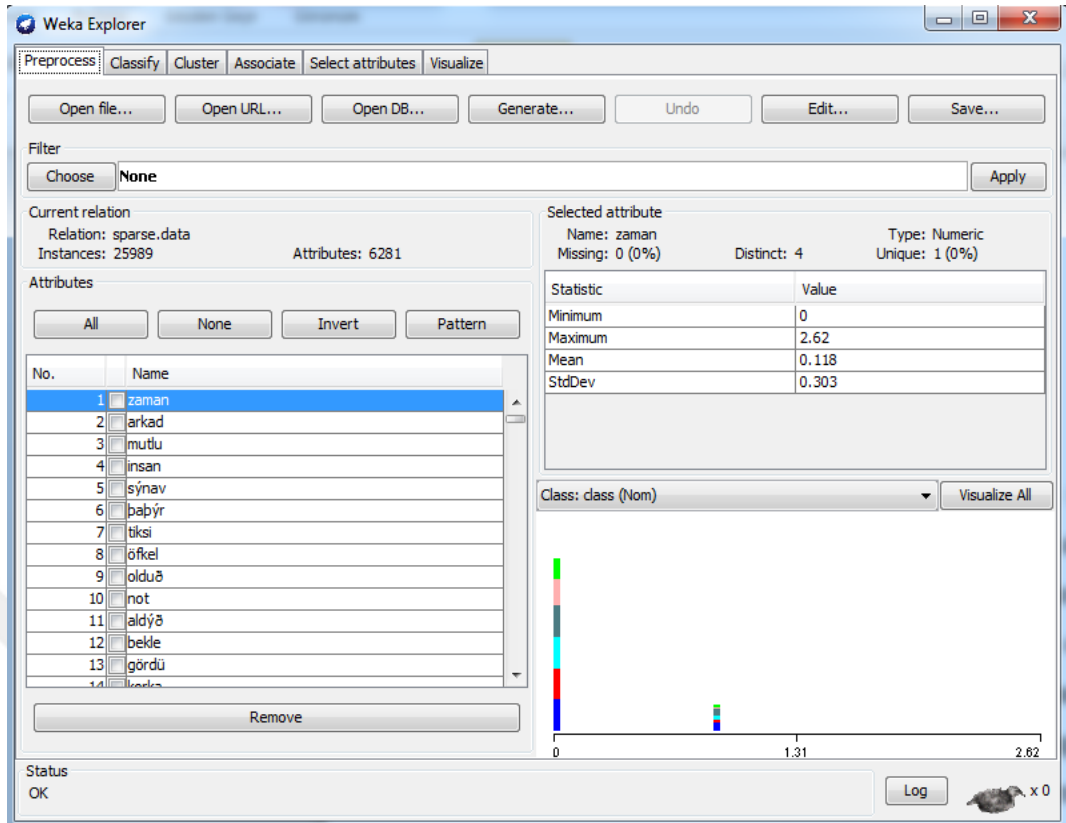 Weka Explorer
Preprocess Classify Cluster Associate Select attributes Visualize
Open file... Open URL... Open DB... Generate... Undo Edit... Save...
Filter
Choose None Apply
Current relation
Relation: sparse.data
Instances: 25989 Attributes: 6281
Attributes
All None Invert Pattern
No. Name
1 zaman
2 arkad
3 mutlu
4 insan
5 sýnav
6 þaþýr
7 tiksi
8 öfkel
9 olduð
10 not
11 aldýð
12 bekle
13 gördü
14 korka
Remove
Selected attribute
Name: zaman Type: Numeric
Missing: 0 (0%) Distinct: 4 Unique: 1 (0%)
Statistic Value
Minimum 0
Maximum 2.62
Mean 0.118
StdDev 0.303
Class: class (Nom) Visualize All
0 1.31 2.62
Status
OK Log x 0